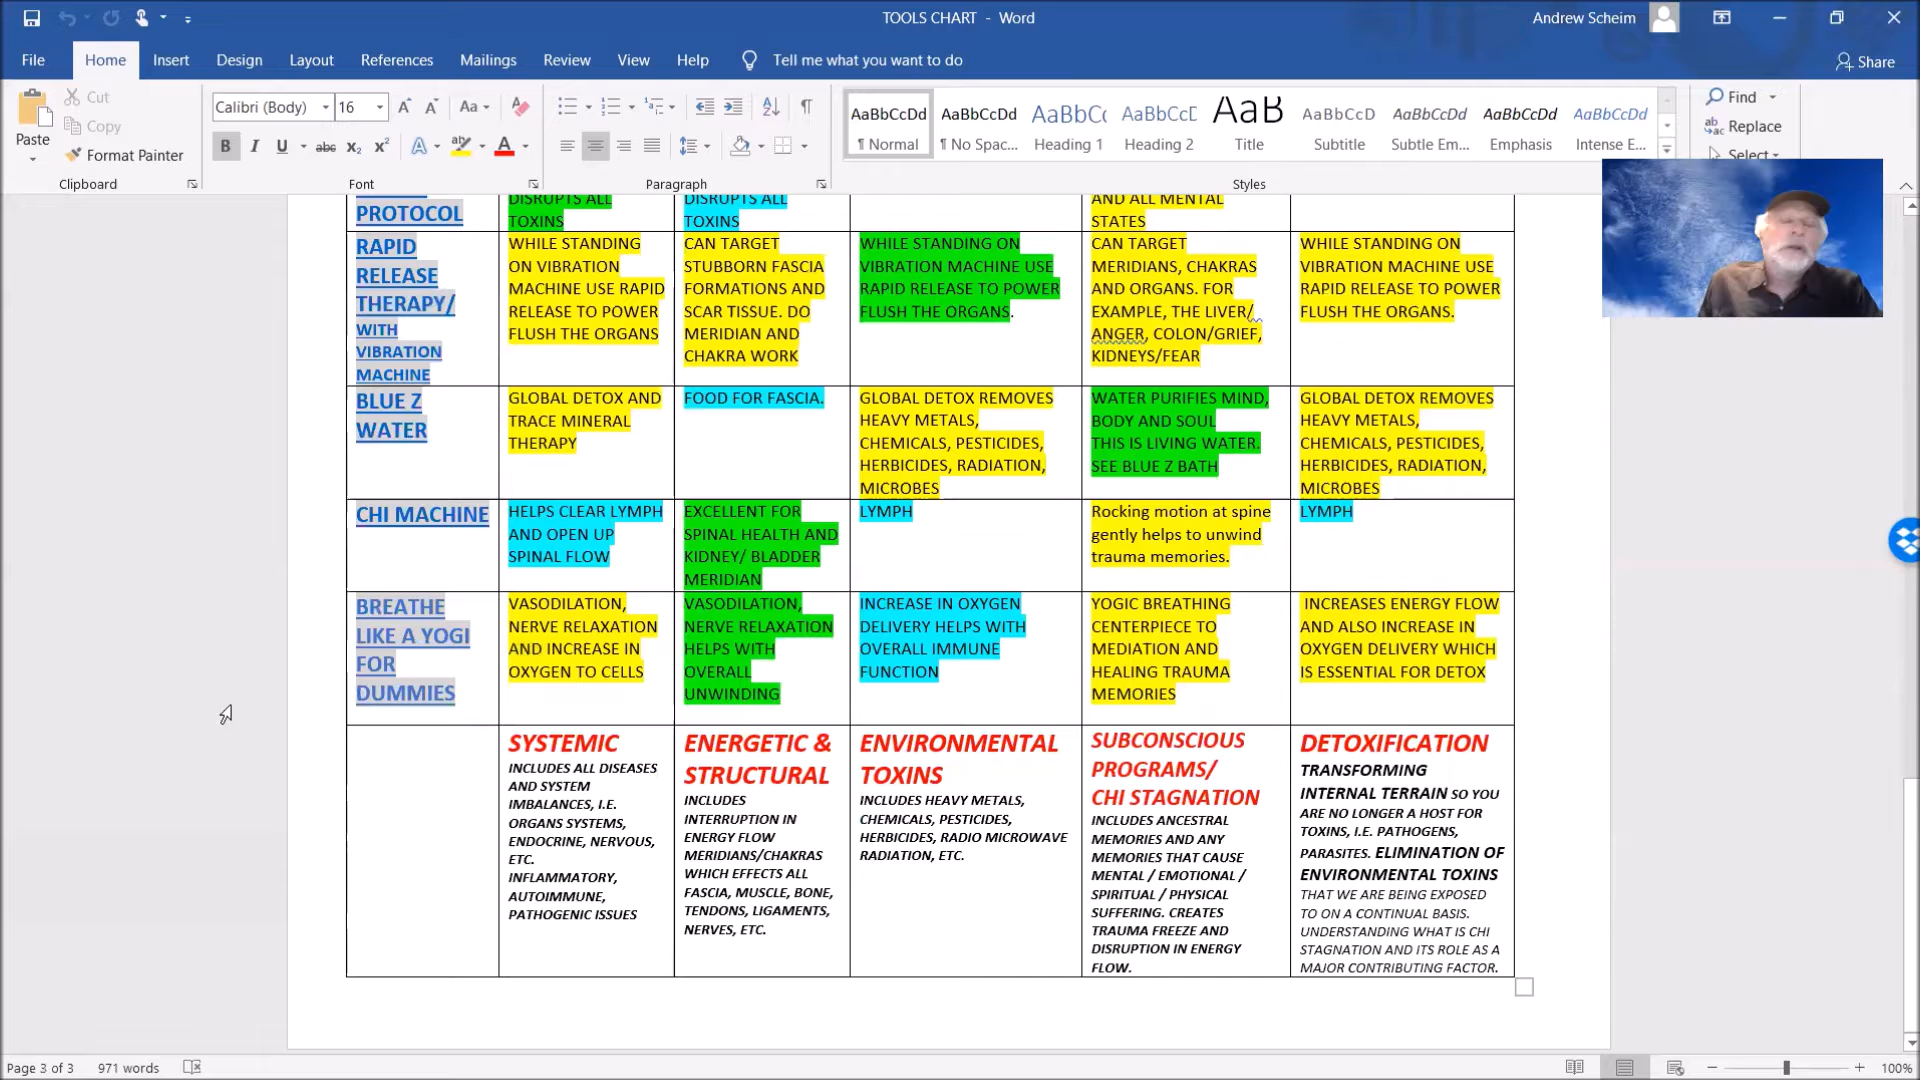 TOOLS CHART - Word
Andrew Scheim
File Home Insert Design Layout References Mailings Review View Help Tell me what you want to do
Share
Paste
Cut
Copy
Format Painter
Clipboard
Calibri (Body) 16
Font
Paragraph
AaBbCcDd AaBbCcDd AaBbCc AaBbCcD AaB AaBbCcD AaBbCcDd AaBbCcDd AaBbCcDd
¶ Normal ¶ No Spac... Heading 1 Heading 2 Title Subtitle Subtle Em... Emphasis Intense E...
Styles
Find
Replace
Select
PROTOCOL
DISRUPTS ALL
TOXINS
DISRUPTS ALL
TOXINS
AND ALL MENTAL
STATES
RAPID
RELEASE
THERAPY/
WITH
VIBRATION
MACHINE
WHILE STANDING
ON VIBRATION
MACHINE USE RAPID
RELEASE TO POWER
FLUSH THE ORGANS
CAN TARGET
STUBBORN FASCIA
FORMATIONS AND
SCAR TISSUE. DO
MERIDIAN AND
CHAKRA WORK
WHILE STANDING ON
VIBRATION MACHINE USE
RAPID RELEASE TO POWER
FLUSH THE ORGANS.
CAN TARGET
MERIDIANS, CHAKRAS
AND ORGANS. FOR
EXAMPLE, THE LIVER/
ANGER, COLON/GRIEF,
KIDNEYS/FEAR
WHILE STANDING ON
VIBRATION MACHINE USE
RAPID RELEASE TO POWER
FLUSH THE ORGANS.
BLUE Z
WATER
GLOBAL DETOX AND
TRACE MINERAL
THERAPY
FOOD FOR FASCIA.
GLOBAL DETOX REMOVES
HEAVY METALS,
CHEMICALS, PESTICIDES,
HERBICIDES, RADIATION,
MICROBES
WATER PURIFIES MIND,
BODY AND SOUL
THIS IS LIVING WATER.
SEE BLUE Z BATH
GLOBAL DETOX REMOVES
HEAVY METALS,
CHEMICALS, PESTICIDES,
HERBICIDES, RADIATION,
MICROBES
CHI MACHINE
HELPS CLEAR LYMPH
AND OPEN UP
SPINAL FLOW
EXCELLENT FOR
SPINAL HEALTH AND
KIDNEY/ BLADDER
MERIDIAN
LYMPH
Rocking motion at spine
gently helps to unwind
trauma memories.
LYMPH
BREATHE
LIKE A YOGI
FOR
DUMMIES
VASODILATION,
NERVE RELAXATION
AND INCREASE IN
OXYGEN TO CELLS
VASODILATION,
NERVE RELAXATION
HELPS WITH
OVERALL
UNWINDING
INCREASE IN OXYGEN
DELIVERY HELPS WITH
OVERALL IMMUNE
FUNCTION
YOGIC BREATHING
CENTERPIECE TO
MEDIATION AND
HEALING TRAUMA
MEMORIES
INCREASES ENERGY FLOW
AND ALSO INCREASE IN
OXYGEN DELIVERY WHICH
IS ESSENTIAL FOR DETOX
SYSTEMIC
INCLUDES ALL DISEASES
AND SYSTEM
IMBALANCES, I.E.
ORGANS SYSTEMS,
ENDOCRINE, NERVOUS,
ETC.
INFLAMMATORY,
AUTOIMMUNE,
PATHOGENIC ISSUES
ENERGETIC &
STRUCTURAL
INCLUDES
INTERRUPTION IN
ENERGY FLOW
MERIDIANS/CHAKRAS
WHICH EFFECTS ALL
FASCIA, MUSCLE, BONE,
TENDONS, LIGAMENTS,
NERVES, ETC.
ENVIRONMENTAL
TOXINS
INCLUDES HEAVY METALS,
CHEMICALS, PESTICIDES,
HERBICIDES, RADIO MICROWAVE
RADIATION, ETC.
SUBCONSCIOUS
PROGRAMS/
CHI STAGNATION
INCLUDES ANCESTRAL
MEMORIES AND ANY
MEMORIES THAT CAUSE
MENTAL / EMOTIONAL /
SPIRITUAL / PHYSICAL
SUFFERING. CREATES
TRAUMA FREEZE AND
DISRUPTION IN ENERGY
FLOW.
DETOXIFICATION
TRANSFORMING
INTERNAL TERRAIN SO YOU
ARE NO LONGER A HOST FOR
TOXINS, I.E. PATHOGENS,
PARASITES. ELIMINATION OF
ENVIRONMENTAL TOXINS
THAT WE ARE BEING EXPOSED
TO ON A CONTINUAL BASIS.
UNDERSTANDING WHAT IS CHI
STAGNATION AND ITS ROLE AS A
MAJOR CONTRIBUTING FACTOR.
Page 3 of 3 971 words
100%